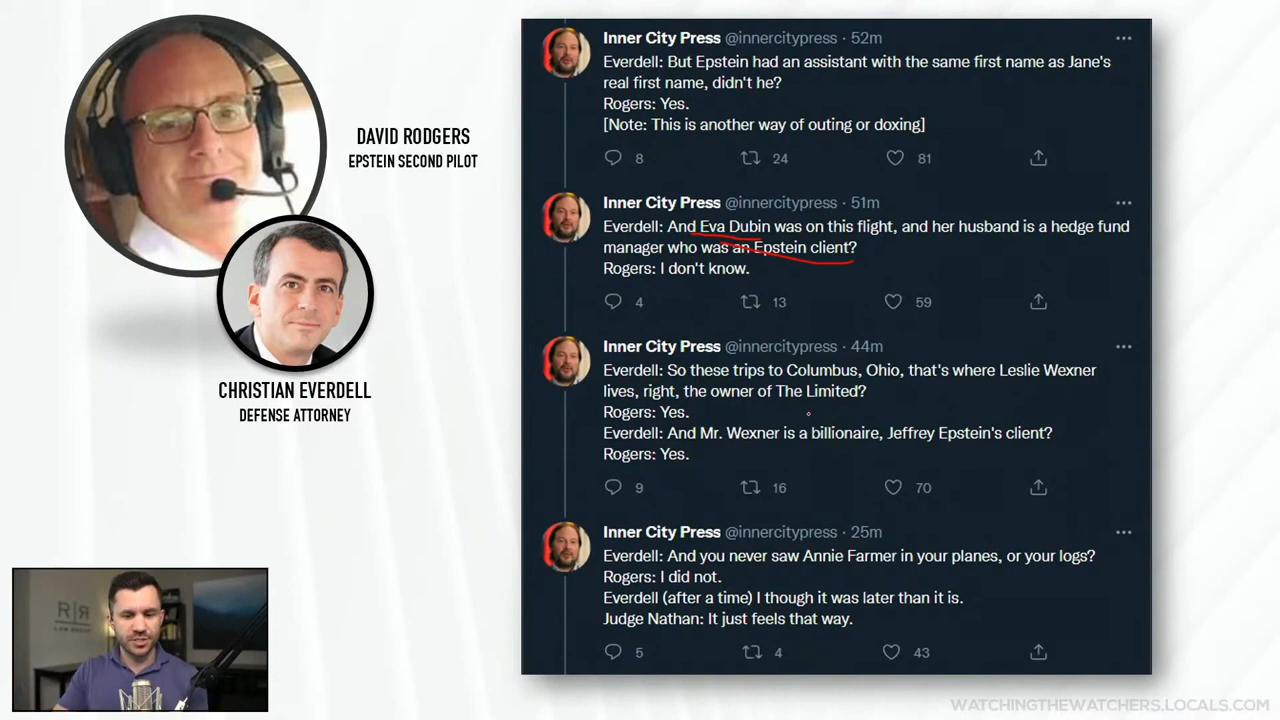 DAVID RODGERS
EPSTEIN SECOND PILOT
CHRISTIAN EVERDELL
DEFENSE ATTORNEY
Inner City Press @innercitypress · 52m
Everdell: But Epstein had an assistant with the same first name as Jane's
real first name, didn't he?
Rogers: Yes.
[Note: This is another way of outing or doxing]
8 24 81
Inner City Press @innercitypress · 51m
Everdell: And Eva Dubin was on this flight, and her husband is a hedge fund
manager who was an Epstein client?
Rogers: I don't know.
4 13 59
Inner City Press @innercitypress · 44m
Everdell: So these trips to Columbus, Ohio, that's where Leslie Wexner
lives, right, the owner of The Limited?
Rogers: Yes.
Everdell: And Mr. Wexner is a billionaire, Jeffrey Epstein's client?
Rogers: Yes.
9 16 70
Inner City Press @innercitypress · 25m
Everdell: And you never saw Annie Farmer in your planes, or your logs?
Rogers: I did not.
Everdell (after a time) I though it was later than it is.
Judge Nathan: It just feels that way.
5 4 43
R|R
LAW GROUP
WATCHINGTHEWATCHERS.LOCALS.COM